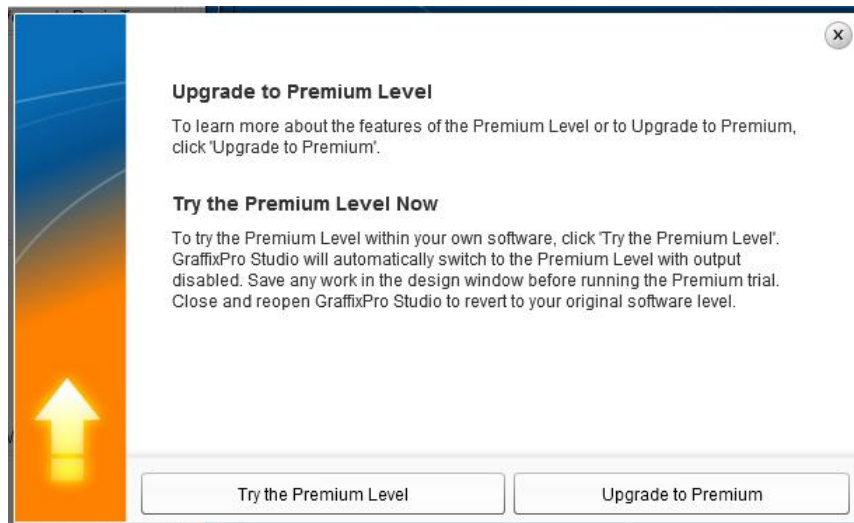 X
Upgrade to Premium Level
To learn more about the features of the Premium Level or to Upgrade to Premium,
click 'Upgrade to Premium'.
Try the Premium Level Now
To try the Premium Level within your own software, click 'Try the Premium Level'.
GraffixPro Studio will automatically switch to the Premium Level with output
disabled. Save any work in the design window before running the Premium trial.
Close and reopen GraffixPro Studio to revert to your original software level.
Try the Premium Level
Upgrade to Premium